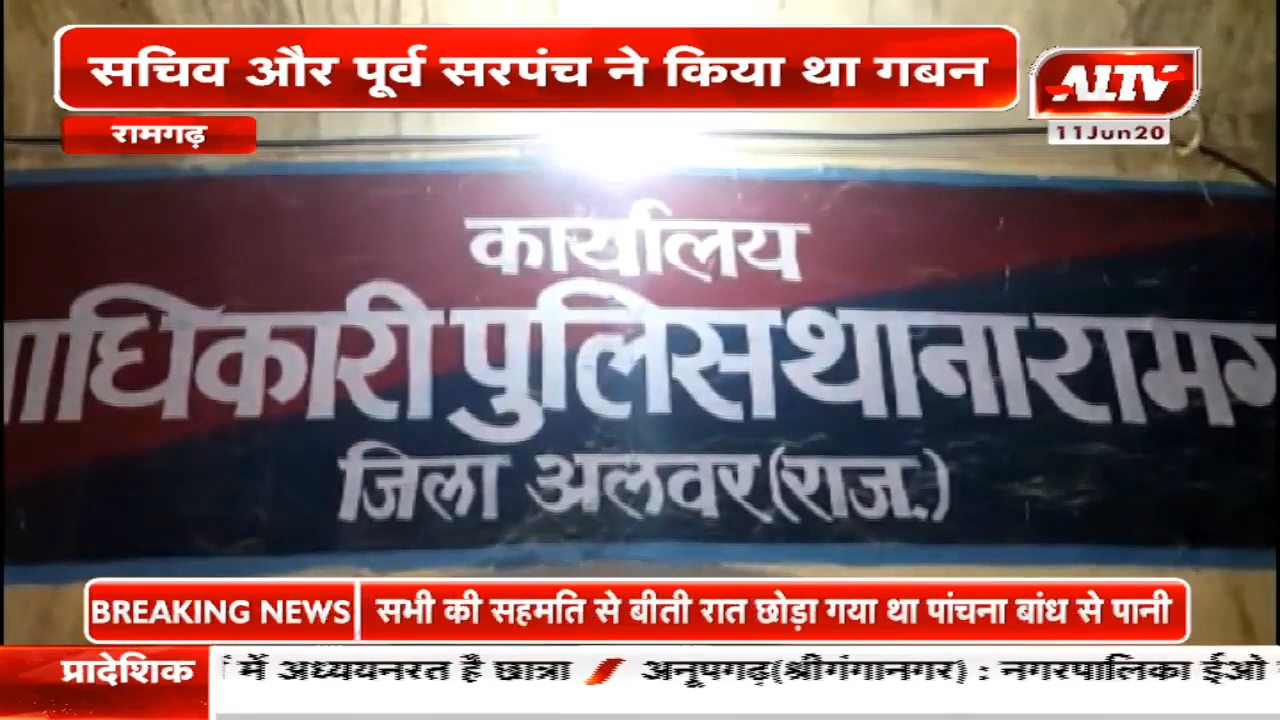 सचिव और पूर्व सरपंच ने किया था गबन
ALTV
रामगढ़
11Jun20
कार्यालय
ाधिकारी पुलिस थाना रामग
जिला अलवर (राज.)
BREAKING NEWS
सभी की सहमति से बीती रात छोड़ा गया था पांचना बांध से पानी
प्रादेशिक
में अध्ययनरत है छात्रा
अनूपगढ़(श्रीगंगानगर) : नगरपालिका ईओ